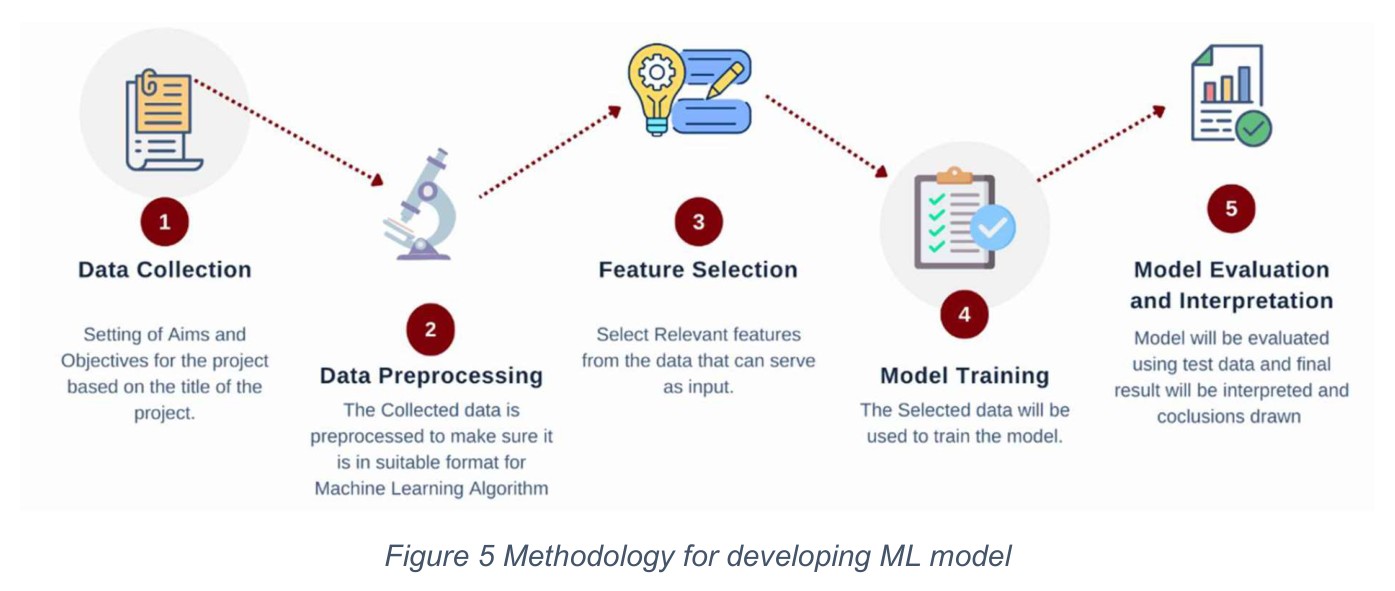 1
Data Collection
Setting of Aims and
Objectives for the project
based on the title of the
project.
2
Data Preprocessing
The Collected data is
preprocessed to make sure it
is in suitable format for
Machine Learning Algorithm
3
Feature Selection
Select Relevant features
from the data that can serve
as input.
4
Model Training
The Selected data will be
used to train the model.
5
Model Evaluation
and Interpretation
Model will be evaluated
using test data and final
result will be interpreted and
coclusions drawn
Figure 5 Methodology for developing ML model